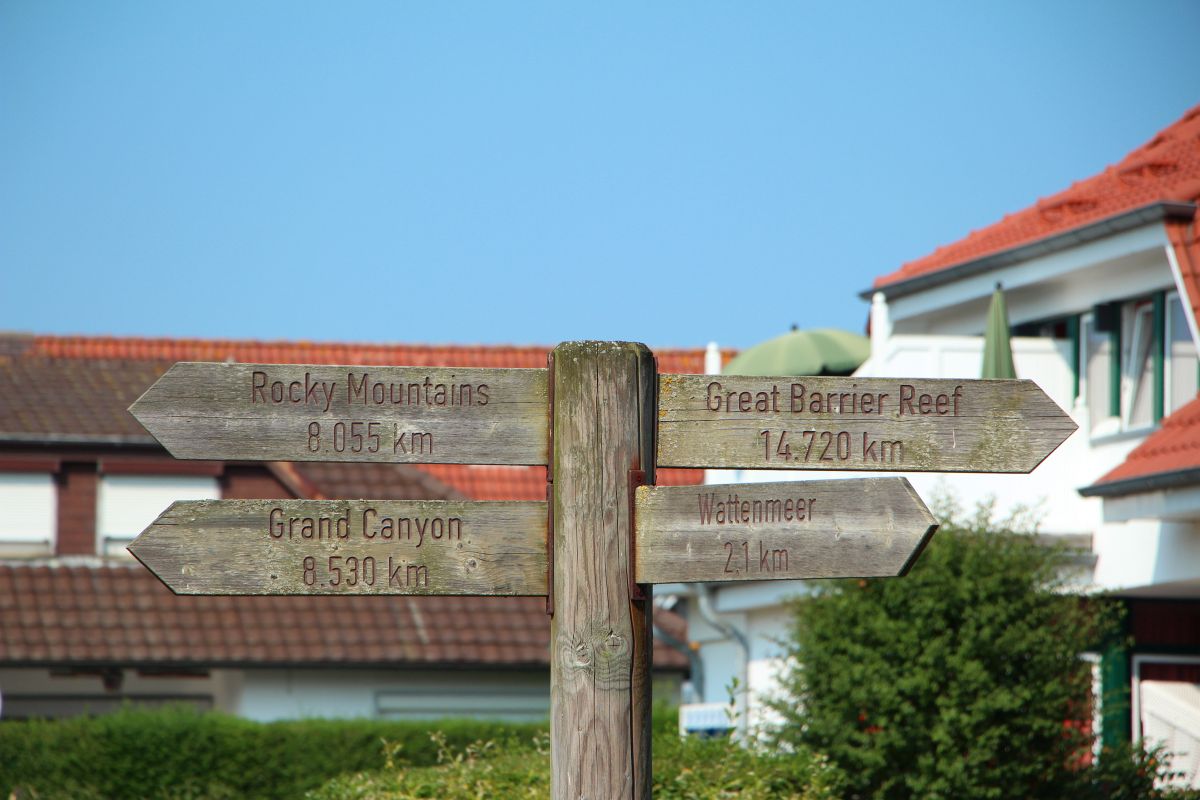 Rocky Mountains
8.055 km
Great Barrier Reef
14.720 km
Grand Canyon
8.530 km
Wattenmeer
2,1 km